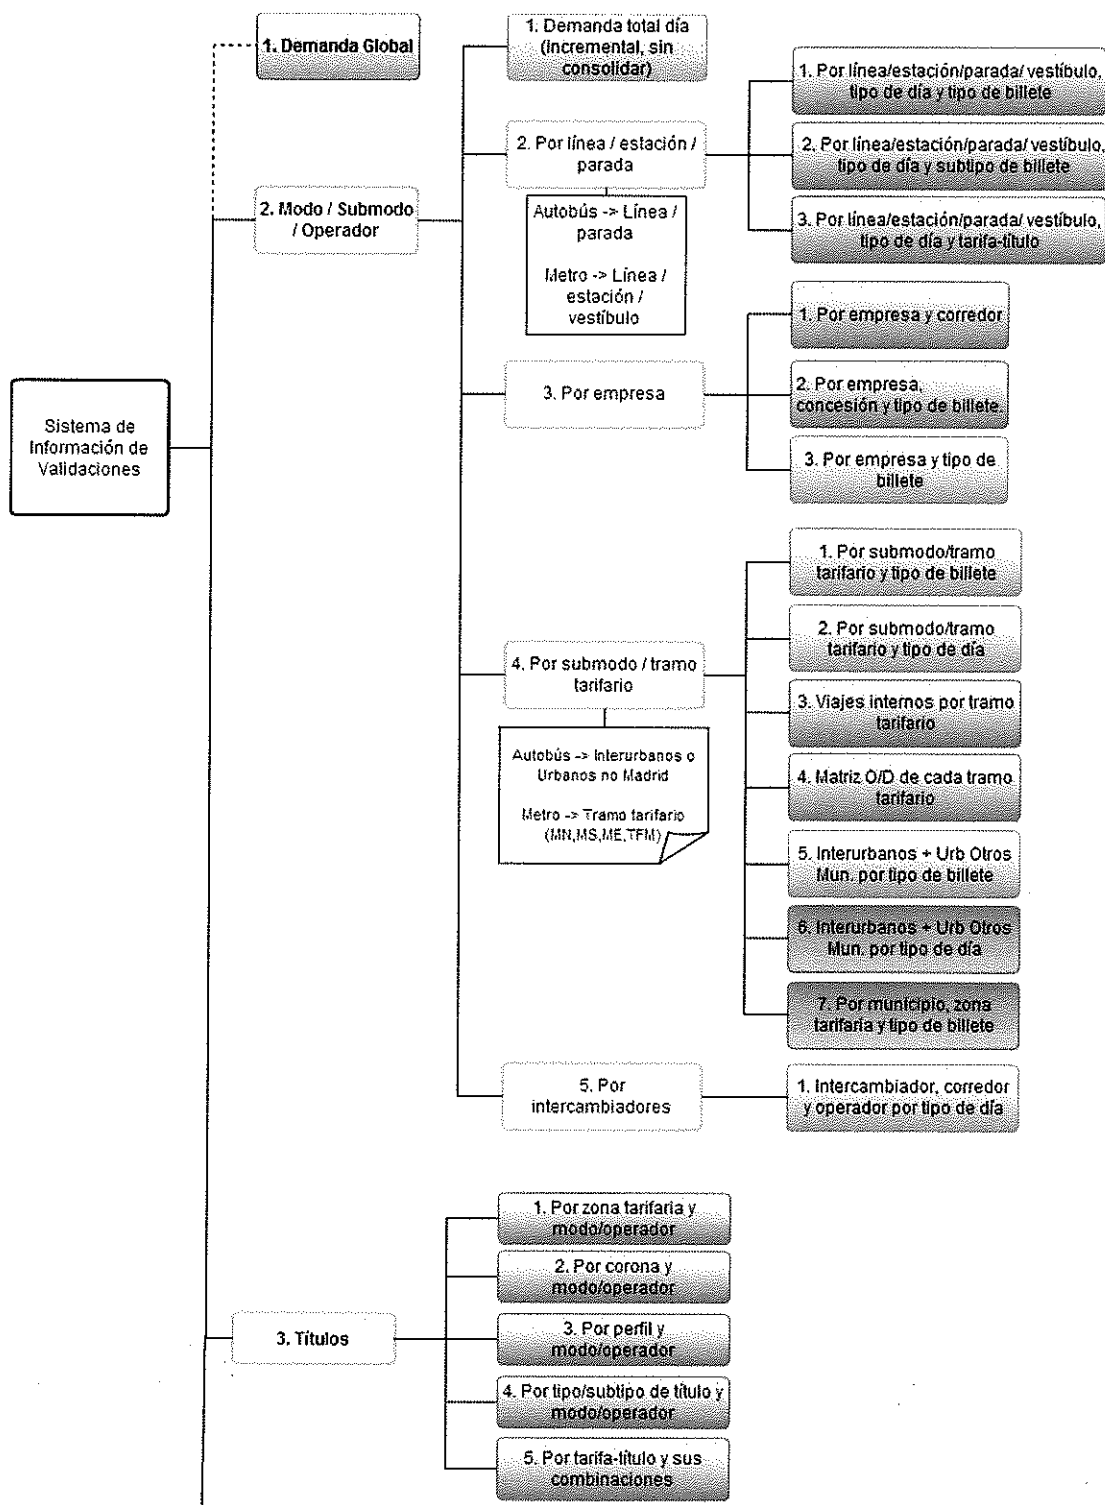 1. Demanda Global
1. Demanda total día
(Incremental, sin
consolidar)
1. Por línea/estación/parada/ vestíbulo,
tipo de día y tipo de billete
2. Por línea / estación /
parada
2. Por línea/estación/parada/ vestíbulo,
tipo de día y subtipo de billete
2. Modo / Submodo
/ Operador
Autobús -> Línea /
parada
Metro -> Línea /
estación /
vestíbulo
3. Por línea/estación/parada/ vestíbulo,
tipo de día y tarifa-título
1. Por empresa y corredor
3. Por empresa
2. Por empresa,
concesión y tipo de billete.
Sistema de
Información de
Validaciones
3. Por empresa y tipo de
billete
1. Por submodo/tramo
tarifario y tipo de billete
2. Por submodo/tramo
tarifario y tipo de día
4. Por submodo / tramo
tarifario
3. Viajes internos por tramo
tarifario
Autobús -> Interurbanos o
Urbanos no Madrid
Metro -> Tramo tarifario
(MN,MS,ME,TFM)
4. Matriz O/D de cada tramo
tarifario
5. Interurbanos + Urb Otros
Mun. por tipo de billete
6. Interurbanos + Urb Otros
Mun. por tipo de día
7. Por municipio, zona
tarifaria y tipo de billete
5. Por
intercambiadores
1. Intercambiador, corredor
y operador por tipo de día
1. Por zona tarifaria y
modo/operador
2. Por corona y
modo/operador
3. Títulos
3. Por perfil y
modo/operador
4. Por tipo/subtipo de título y
modo/operador
5. Por tarifa-título y sus
combinaciones